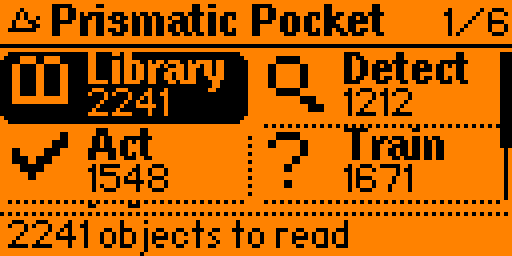 Prismatic Pocket 1/6
Library
2241
Detect
1212
Act
1548
Train
1671
2241 objects to read